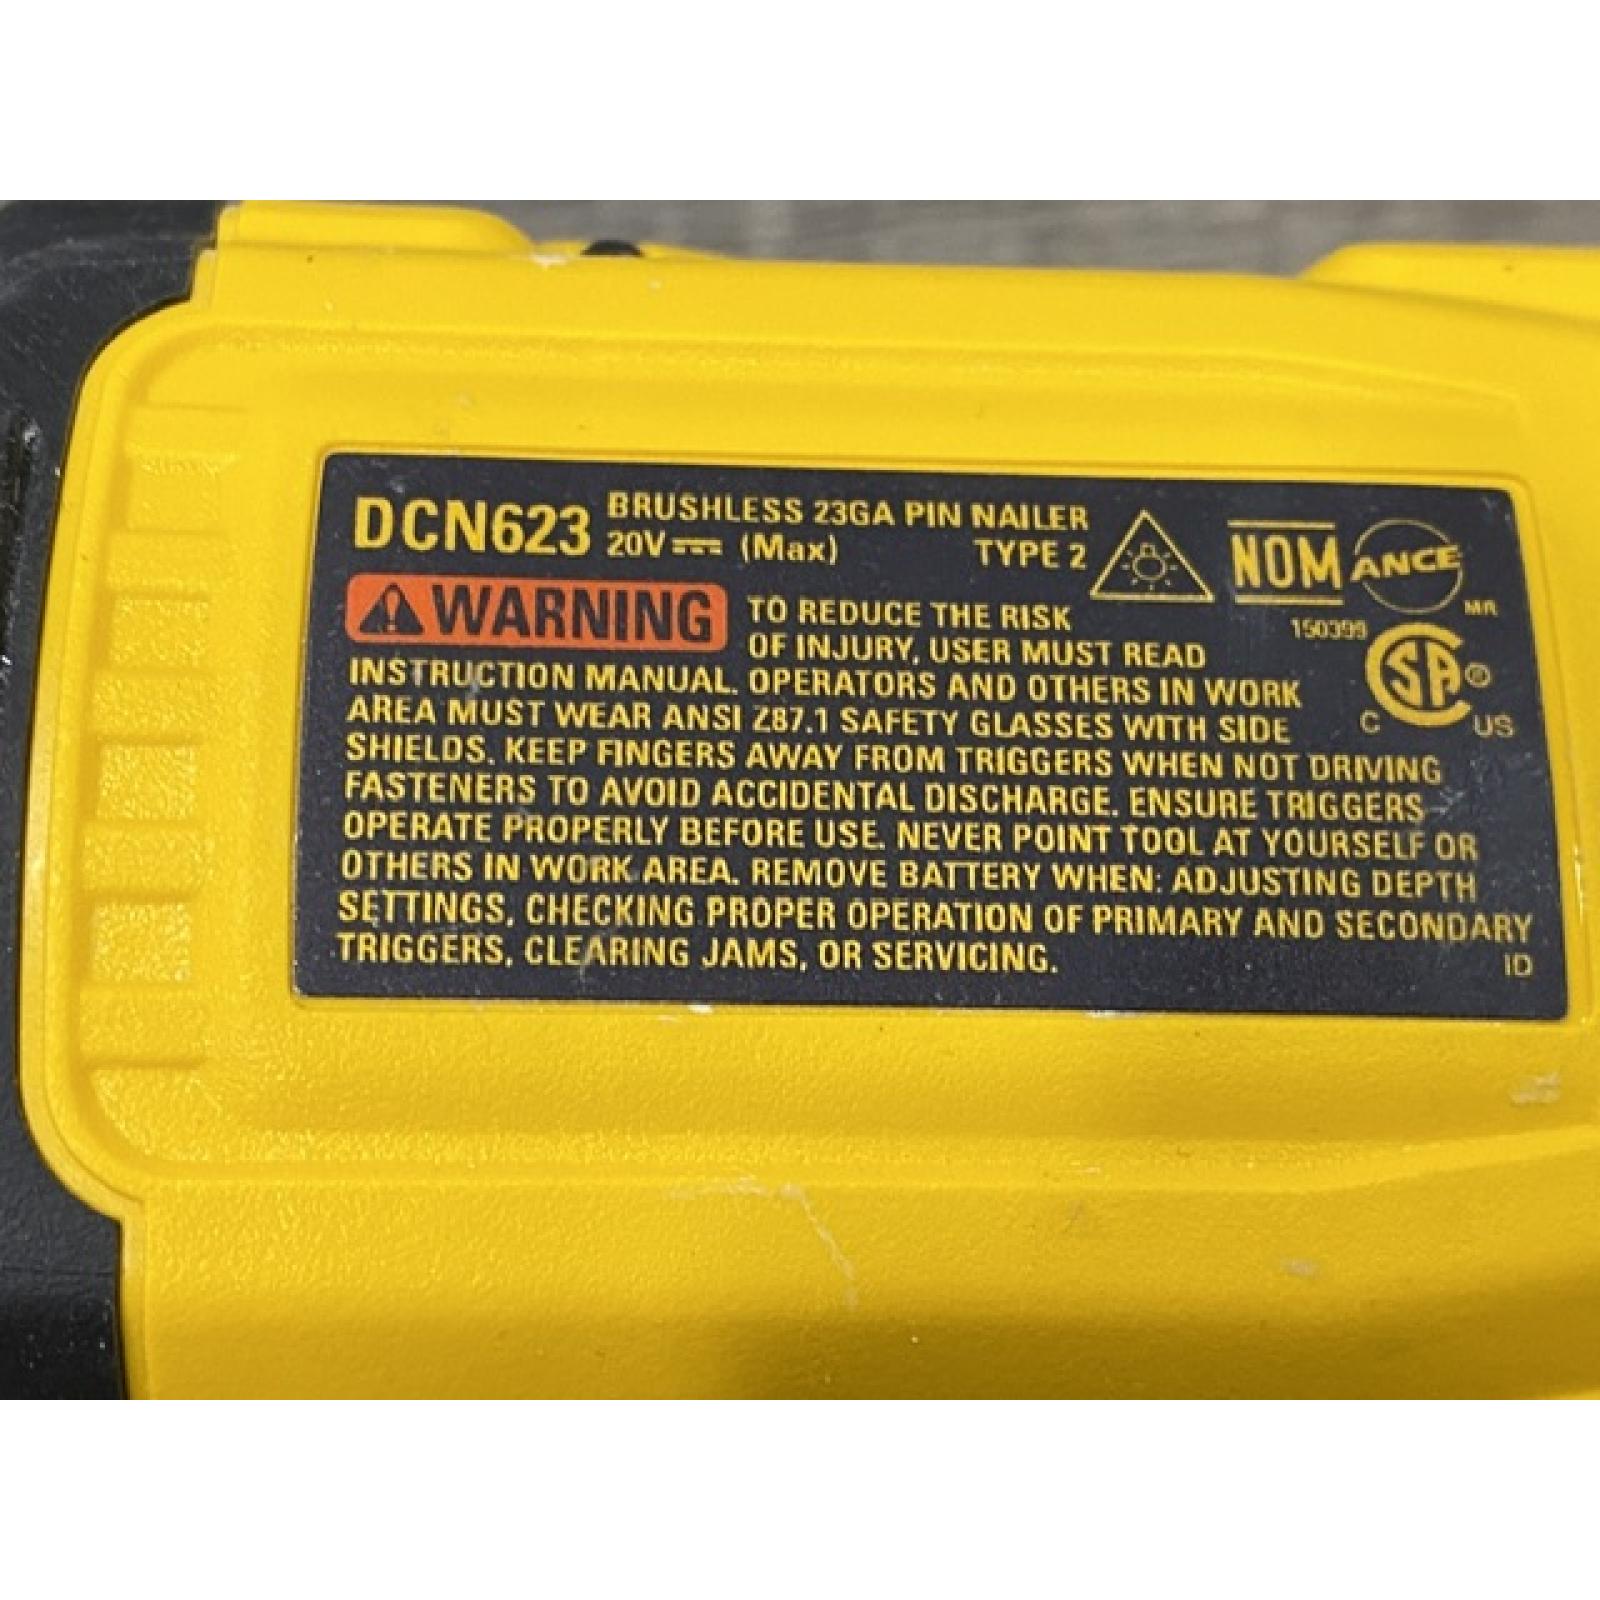 DCN623 BRUSHLESS 23GA PIN NAILER
20V (Max) TYPE 2
NOM ANCE
MR
150399
CSA®
C US
WARNING TO REDUCE THE RISK
OF INJURY, USER MUST READ
INSTRUCTION MANUAL. OPERATORS AND OTHERS IN WORK
AREA MUST WEAR ANSI Z87.1 SAFETY GLASSES WITH SIDE
SHIELDS. KEEP FINGERS AWAY FROM TRIGGERS WHEN NOT DRIVING
FASTENERS TO AVOID ACCIDENTAL DISCHARGE. ENSURE TRIGGERS
OPERATE PROPERLY BEFORE USE. NEVER POINT TOOL AT YOURSELF OR
OTHERS IN WORK AREA. REMOVE BATTERY WHEN: ADJUSTING DEPTH
SETTINGS, CHECKING PROPER OPERATION OF PRIMARY AND SECONDARY
TRIGGERS, CLEARING JAMS, OR SERVICING.
ID